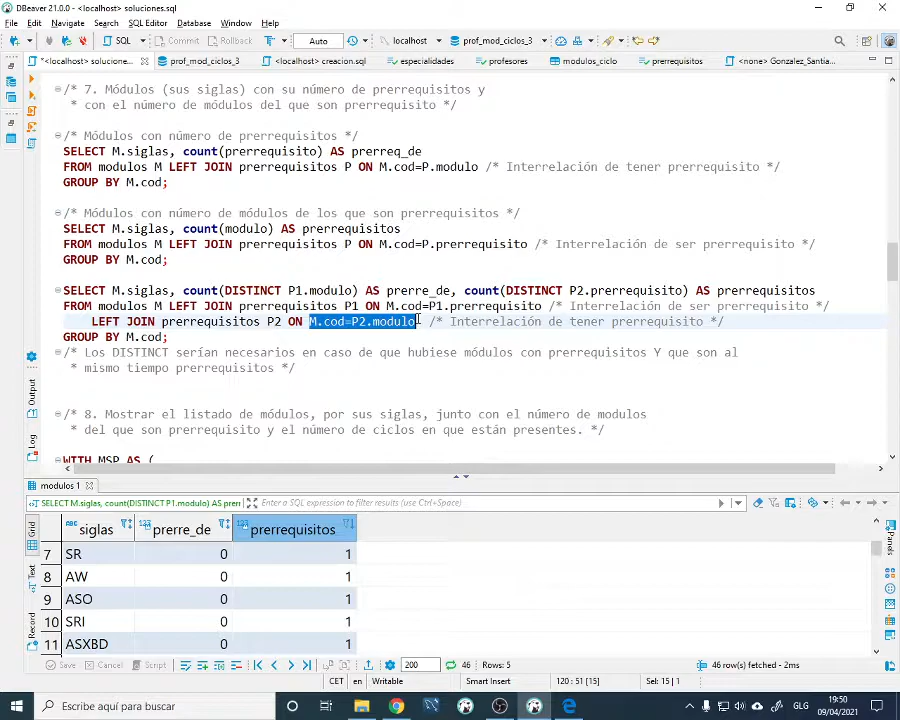 DBeaver 21.0.0 - <localhost> soluciones.sql
File Edit Navigate Search SQL Editor Database Window Help
SQL Commit Rollback Auto localhost prof_mod_ciclos_3
*<localhost> solucione... prof_mod_ciclos_3 <localhost> creacion.sql especialidades profesores modulos_ciclo prerrequisitos <none> Gonzalez_Santia...
/* 7. Módulos (sus siglas) con su número de prerrequisitos y
* con el número de módulos del que son prerrequisito */
/* Módulos con número de prerrequisitos */
SELECT M.siglas, count(prerrequisito) AS prerreq_de
FROM modulos M LEFT JOIN prerrequisitos P ON M.cod=P.modulo /* Interrelación de tener prerrequisito */
GROUP BY M.cod;
/* Módulos con número de módulos de los que son prerrequisitos */
SELECT M.siglas, count(modulo) AS prerrequisitos
FROM modulos M LEFT JOIN prerrequisitos P ON M.cod=P.prerrequisito /* Interrelación de ser prerrequisito */
GROUP BY M.cod;
SELECT M.siglas, count(DISTINCT P1.modulo) AS prerre_de, count(DISTINCT P2.prerrequisito) AS prerrequisitos
FROM modulos M LEFT JOIN prerrequisitos P1 ON M.cod=P1.prerrequisito /* Interrelación de ser prerrequisito */
LEFT JOIN prerrequisitos P2 ON M.cod=P2.modulo /* Interrelación de tener prerrequisito */
GROUP BY M.cod;
/* Los DISTINCT serían necesarios en caso de que hubiese módulos con prerrequisitos Y que son al
* mismo tiempo prerrequisitos */
/* 8. Mostrar el listado de módulos, por sus siglas, junto con el número de modulos
* del que son prerrequisito y el número de ciclos en que están presentes. */
WITH MSP AS (
Output
Log
modulos 1
SELECT M.siglas, count(DISTINCT P1.modulo) AS prerr Enter a SQL expression to filter results (use Ctrl+Space)
Grid
Text
Record
Panels
siglas prerre_de prerrequisitos
7 SR 0 1
8 AW 0 1
9 ASO 0 1
10 SRI 0 1
11 ASXBD 0 1
Save Cancel Script 200 46 Rows: 5 46 row(s) fetched - 2ms
CET en Writable Smart Insert 120 : 51 [15] Sel: 15 | 1
Escribe aquí para buscar GLG 19:50
09/04/2021